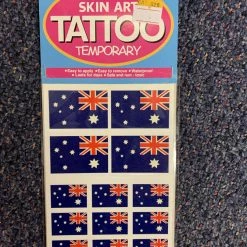 SKIN ART
TATTOO
TEMPORARY
•Easy to apply •Easy to remove •Waterproof
•Lasts for days •Safe and non-toxic